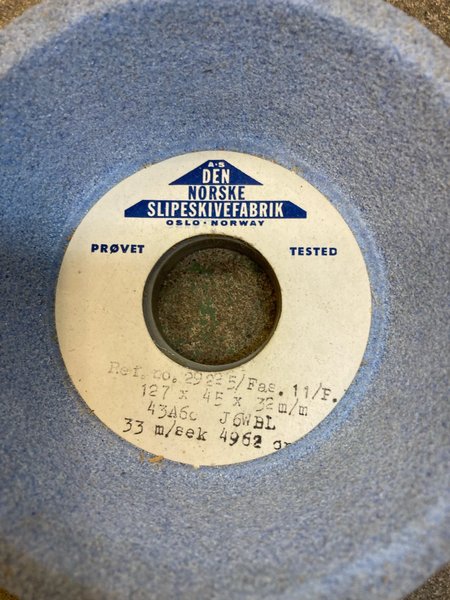 A·S
DEN
NORSKE
SLIPESKIVEFABRIK
OSLO · NORWAY
PRØVET TESTED
Ref. no. 29225/Fas. 11/F.
127 x 45 x 32 m/m
43A60 J6WBL
33 m/sek 4962